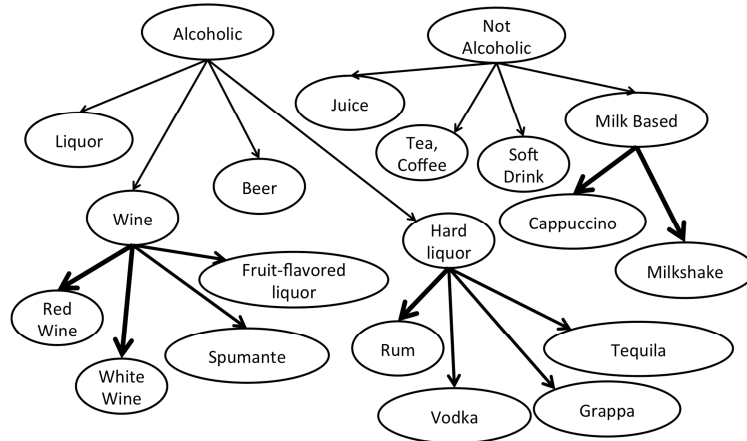 Alcoholic
Not
Alcoholic
Juice
Milk Based
Liquor
Tea,
Coffee
Soft
Drink
Beer
Wine
Cappuccino
Hard
liquor
Fruit-flavored
liquor
Milkshake
Red
Wine
Spumante
Rum
Tequila
White
Wine
Vodka
Grappa